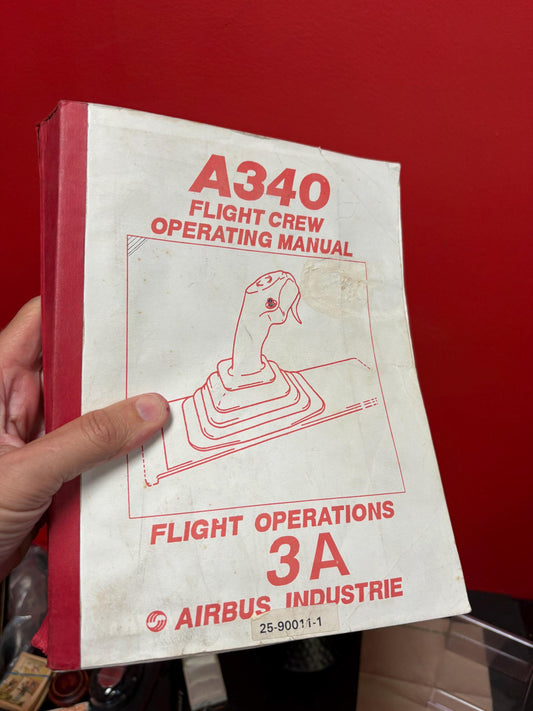 A340
FLIGHT CREW
OPERATING MANUAL
FLIGHT OPERATIONS
3A
AIRBUS INDUSTRIE
25-90011-1